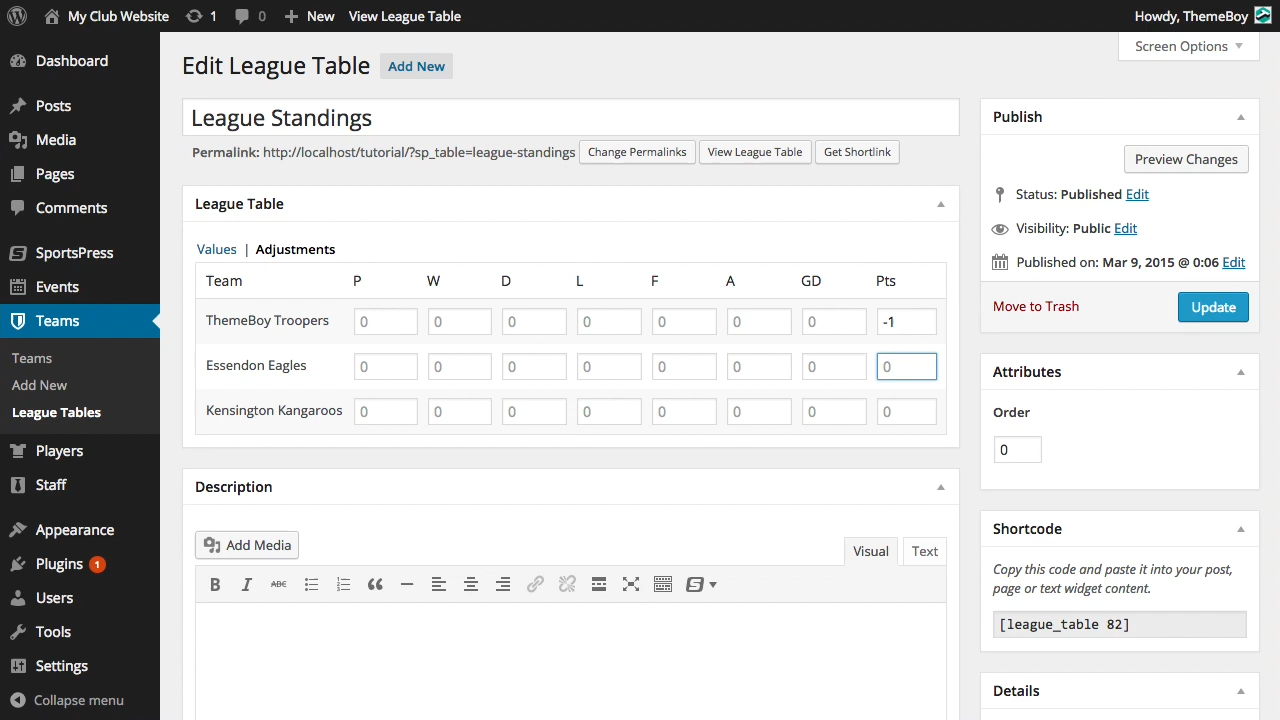 My Club Website 1 0 New View League Table Howdy, ThemeBoy
Screen Options
Dashboard
Posts
Media
Pages
Comments
SportsPress
Events
Teams
Teams
Add New
League Tables
Players
Staff
Appearance
Plugins 1
Users
Tools
Settings
Collapse menu
Edit League Table Add New
League Standings
Permalink: http://localhost/tutorial/?sp_table=league-standings Change Permalinks View League Table Get Shortlink
League Table
Values | Adjustments
Team P W D L F A GD Pts
ThemeBoy Troopers 0 0 0 0 0 0 0 -1
Essendon Eagles 0 0 0 0 0 0 0 0
Kensington Kangaroos 0 0 0 0 0 0 0 0
Description
Add Media
Visual Text
B I ABC
Publish
Preview Changes
Status: Published Edit
Visibility: Public Edit
Published on: Mar 9, 2015 @ 0:06 Edit
Move to Trash Update
Attributes
Order
0
Shortcode
Copy this code and paste it into your post,
page or text widget content.
[league_table 82]
Details